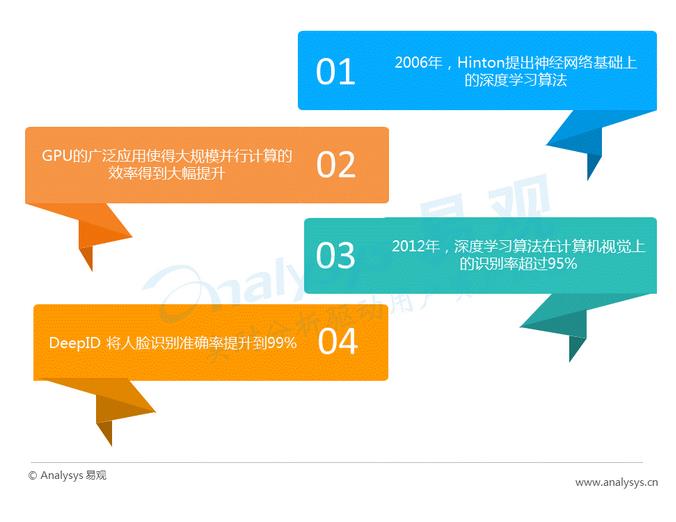 01
2006年，Hinton提出神经网络基础上
的深度学习算法
GPU的广泛应用使得大规模并行计算的
效率得到大幅提升
02
03
2012年，深度学习算法在计算机视觉上
的识别率超过95%
DeepID 将人脸识别准确率提升到99%
04
Analysys 易观
© Analysys 易观
www.analysys.cn